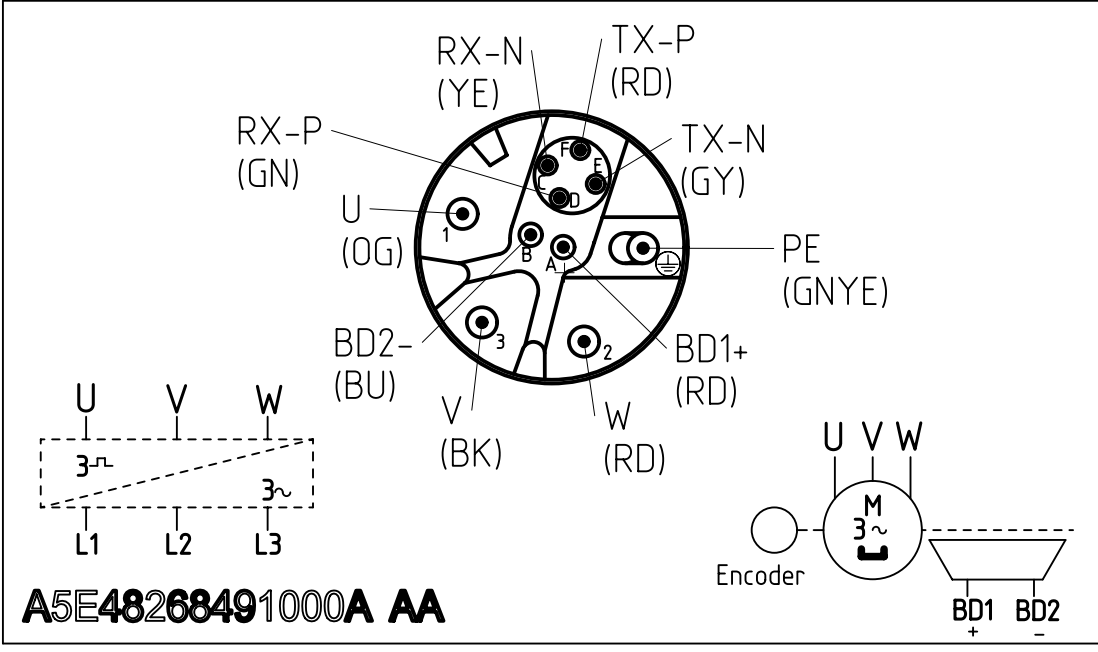 RX-N
(YE)
TX-P
(RD)
RX-P
(GN)
TX-N
(GY)
U
(OG)
PE
(GNYE)
BD2-
(BU)
BD1+
(RD)
V
(BK)
W
(RD)
F
E
C
D
1
B
A
3
2
U V W
3
3~
L1 L2 L3
A5E48268491000A AA
U V W
M
3~
Encoder
BD1 BD2
+ -